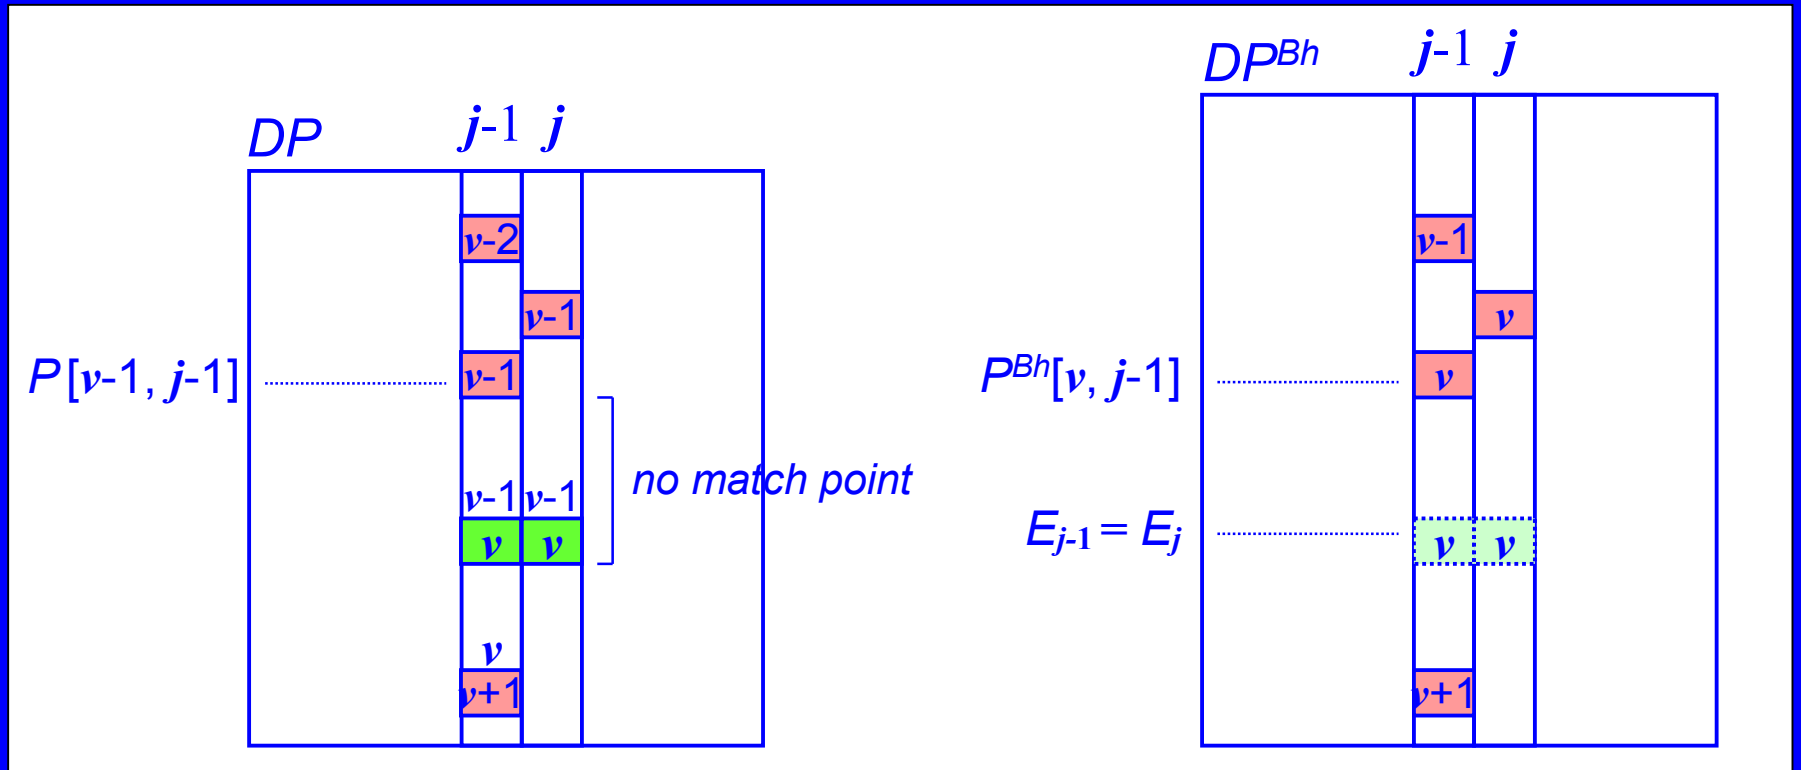 DP
j-1 j
v-2
v-1
P[v-1, j-1]
v-1
no match point
v-1 v-1
v v
v
v+1
DP^Bh
j-1 j
v-1
v
P^Bh[v, j-1]
v
E_j-1 = E_j
v v
v+1